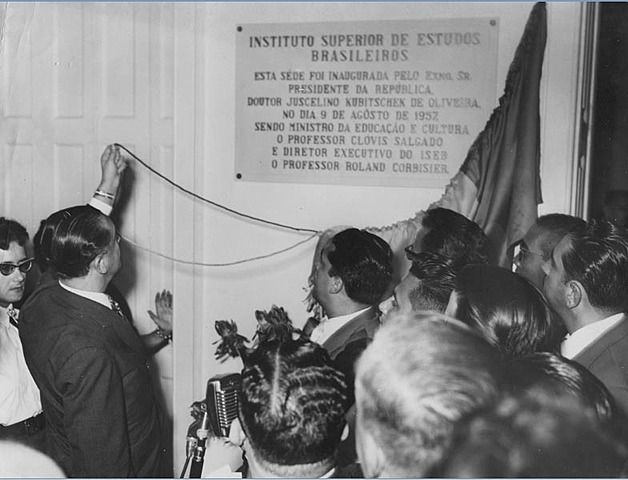 INSTITUTO SUPERIOR DE ESTUDOS
BRASILEIROS
ESTA SÉDE FOI INAUGURADA PELO EXMO. SR.
PRESIDENTE DA REPÚBLICA,
DOUTOR JUSCELINO KUBITSCHEK DE OLIVEIRA,
NO DIA 9 DE AGÔSTO DE 1957,
SENDO MINISTRO DA EDUCAÇÃO E CULTURA
O PROFESSOR CLÓVIS SALGADO
E DIRETOR EXECUTIVO DO ISEB
O PROFESSOR ROLAND CORBISIER.